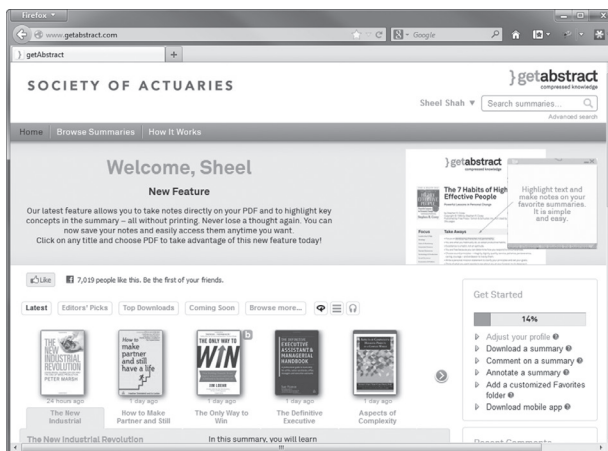 Firefox
www.getabstract.com
Google
} getAbstract
SOCIETY OF ACTUARIES
}getabstract
compressed knowledge
Sheel Shah
Search summaries...
Advanced search
Home Browse Summaries How It Works
Welcome, Sheel
New Feature
Our latest feature allows you to take notes directly on your PDF and to highlight key
concepts in the summary – all without printing. Never lose a thought again. You can
now save your notes and easily access them anytime you want.
Click on any title and choose PDF to take advantage of this new feature today!
}getabstract
compressed knowledge
The 7 Habits of High
Effective People
Focus Take Aways
Highlight text and
make notes on your
favorite summaries.
It is simple
and easy.
Like 7,019 people like this. Be the first of your friends.
Latest Editors' Picks Top Downloads Coming Soon Browse more...
THE NEW
INDUSTRIAL
REVOLUTION
PETER MARSH
How to
make
partner
and still
have a life
THE ONLY WAY TO
WIN
JIM LOEHR
EXECUTIVE
ASSISTANT &
MANAGERIAL
HANDBOOK
24 hours ago
1 day ago
1 day ago
1 day ago
1 day ago
The New
Industrial
How to Make
Partner and Still
The Only Way to
Win
The Definitive
Executive
Aspects of
Complexity
The New Industrial Revolution
In this summary, you will learn
Get Started
14%
Adjust your profile
Download a summary
Comment on a summary
Annotate a summary
Add a customized Favorites
folder
Download mobile app
Recent Comments